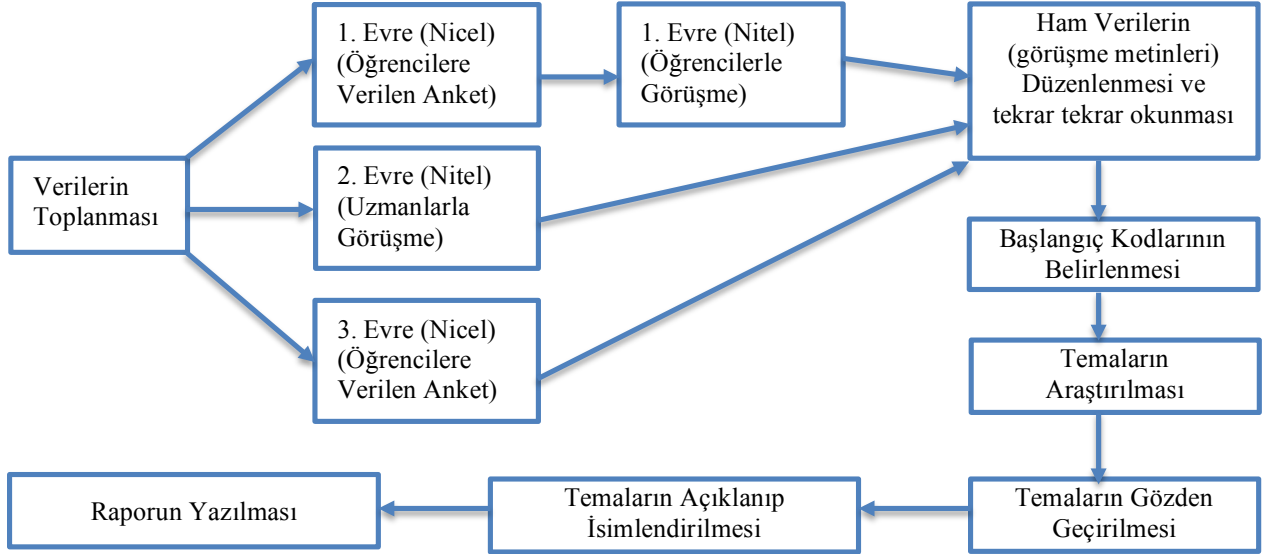 Verilerin
Toplanması
1. Evre (Nicel)
(Öğrencilere
Verilen Anket)
1. Evre (Nitel)
(Öğrencilerle
Görüşme)
2. Evre (Nitel)
(Uzmanlarla
Görüşme)
3. Evre (Nicel)
(Öğrencilere
Verilen Anket)
Ham Verilerin
(görüşme metinleri)
Düzenlenmesi ve
tekrar tekrar okunması
Başlangıç Kodlarının
Belirlenmesi
Temaların
Araştırılması
Temaların Gözden
Geçirilmesi
Temaların Açıklanıp
İsimlendirilmesi
Raporun Yazılması